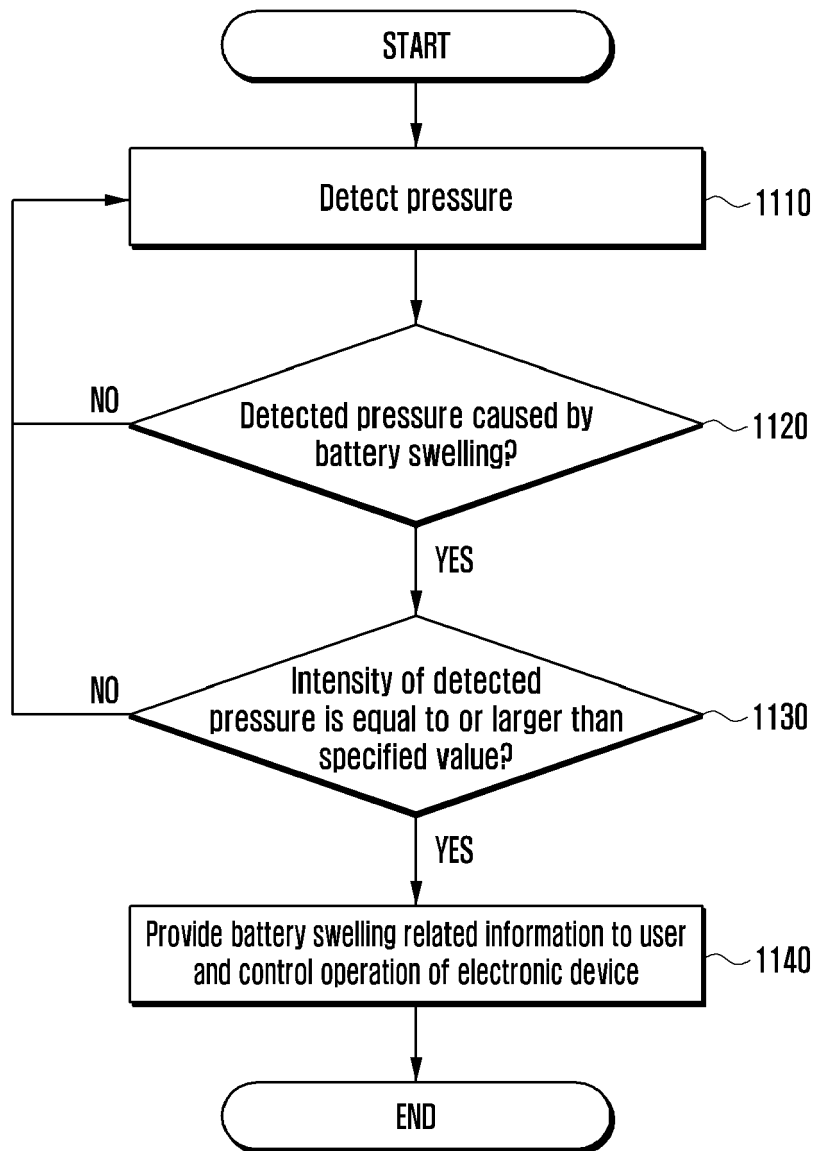 START
Detect pressure
1110
NO
Detected pressure caused by
battery swelling?
1120
YES
NO
Intensity of detected
pressure is equal to or larger than
specified value?
1130
YES
Provide battery swelling related information to user
and control operation of electronic device
1140
END